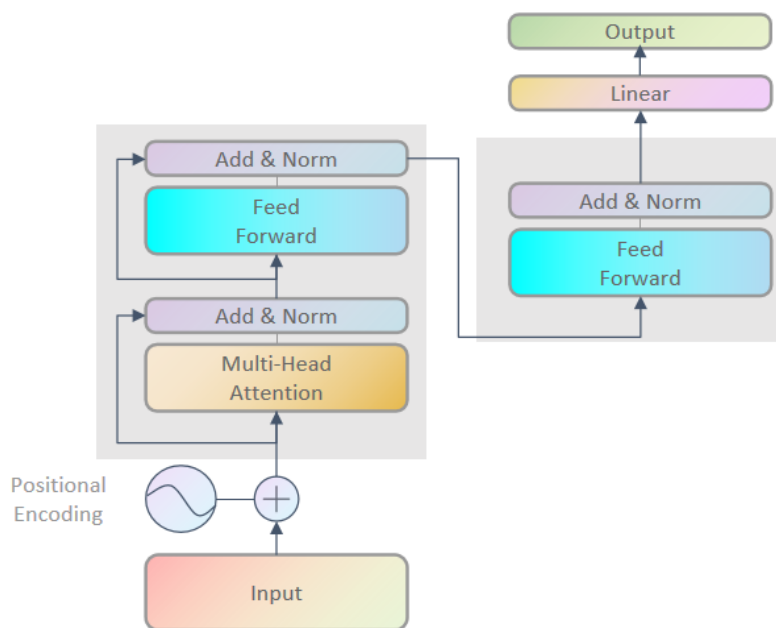 Output
Linear
Add & Norm
Feed
Forward
Add & Norm
Multi-Head
Attention
Add & Norm
Feed
Forward
Positional
Encoding
Input